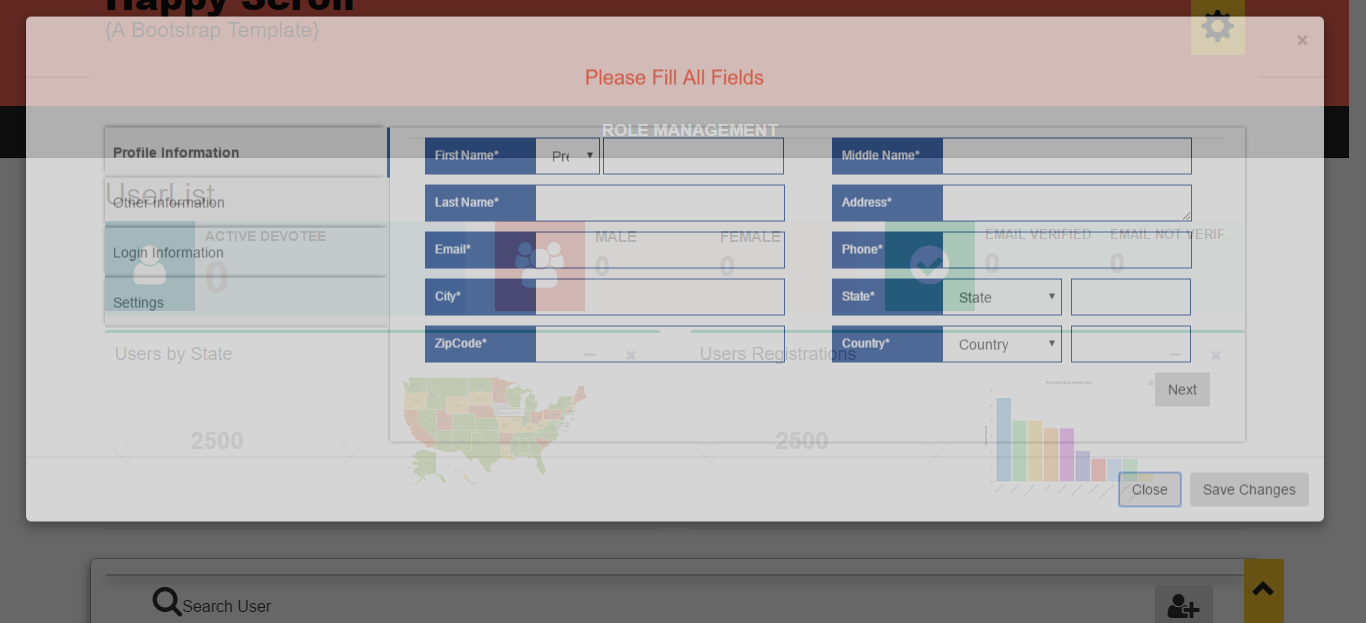 Happy Scroll
{A Bootstrap Template}
×
Please Fill All Fields
ROLE MANAGEMENT
Profile Information
Other Information
Login Information
Settings
First Name*
Pre
Middle Name*
Last Name*
Address*
Email*
Phone*
City*
State*
State
ZipCode*
Country*
Country
Next
UserList
ACTIVE DEVOTEE
0
MALE
0
FEMALE
0
EMAIL VERIFIED
0
EMAIL NOT VERIF..
0
Users by State
2500
Users Registrations
2500
Close
Save Changes
Search User